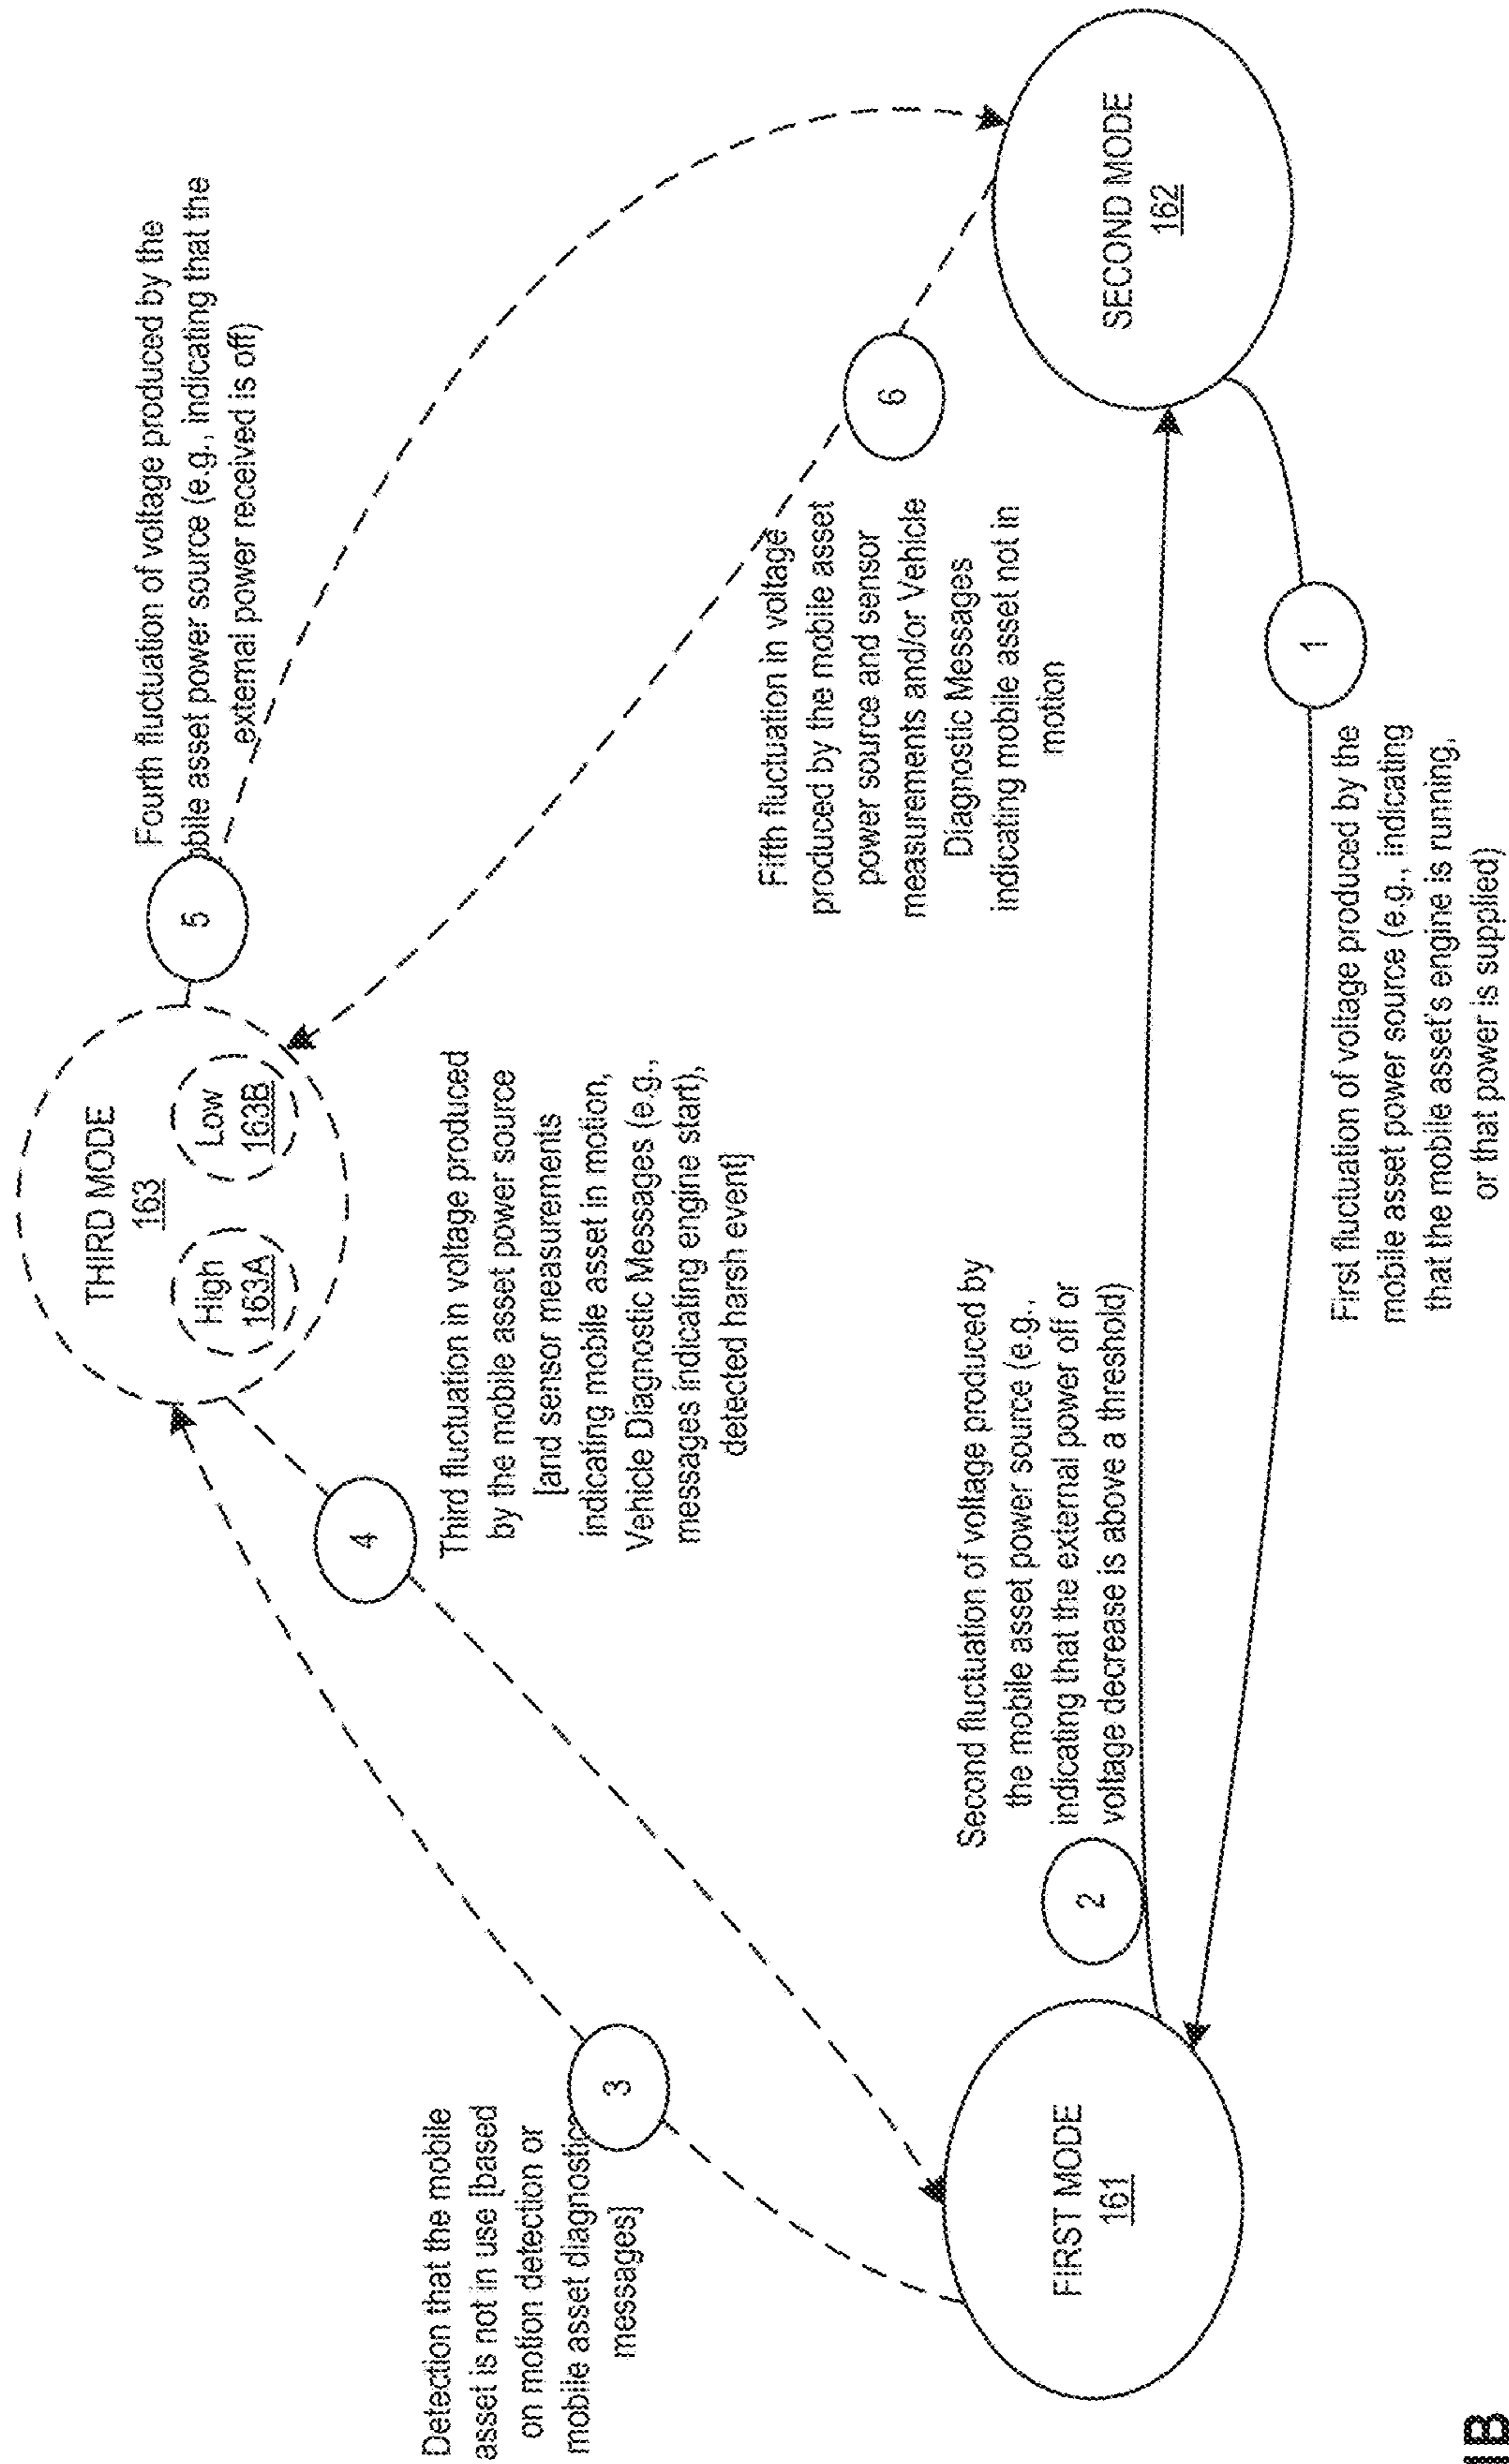 THIRD MODE
163
High
163A
Low
163B
5
Fourth fluctuation of voltage produced by the
bile asset power source (e.g., indicating that the
external power received is off)
Detection that the mobile
asset is not in use [based
on motion detection or
mobile asset diagnostic
messages]
3
4
Third fluctuation in voltage produced
by the mobile asset power source
[and sensor measurements
indicating mobile asset in motion,
Vehicle Diagnostic Messages (e.g.,
messages indicating engine start),
detected harsh event]
6
Fifth fluctuation in voltage
produced by the mobile asset
power source and sensor
measurements and/or Vehicle
Diagnostic Messages
indicating mobile asset not in
motion
Second fluctuation of voltage produced by
the mobile asset power source (e.g.,
indicating that the external power off or
voltage decrease is above a threshold)
2
FIRST MODE
161
SECOND MODE
162
1
First fluctuation of voltage produced by the
mobile asset power source (e.g., indicating
that the mobile asset's engine is running,
or that power is supplied)